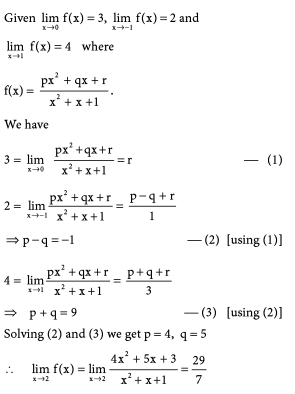 Given lim x→0 f(x) = 3, lim x→−1 f(x) = 2 and
lim x→1 f(x) = 4 where
f(x) = (px² + qx + r)/(x² + x + 1).
We have
3 = lim x→0 (px² + qx + r)/(x² + x + 1) = r — (1)
2 = lim x→−1 (px² + qx + r)/(x² + x + 1) = (p − q + r)/1
⇒ p − q = −1 — (2) [using (1)]
4 = lim x→1 (px² + qx + r)/(x² + x + 1) = (p + q + r)/3
⇒ p + q = 9 — (3) [using (2)]
Solving (2) and (3) we get p = 4, q = 5
∴ lim x→2 f(x) = lim x→2 (4x² + 5x + 3)/(x² + x + 1) = 29/7